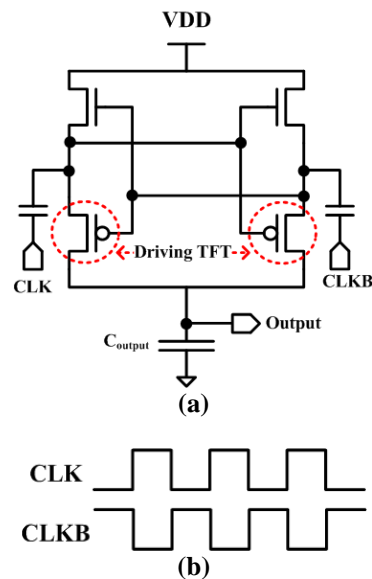 VDD
Driving TFT
CLK
CLKB
Output
Coutput
(a)
CLK
CLKB
(b)